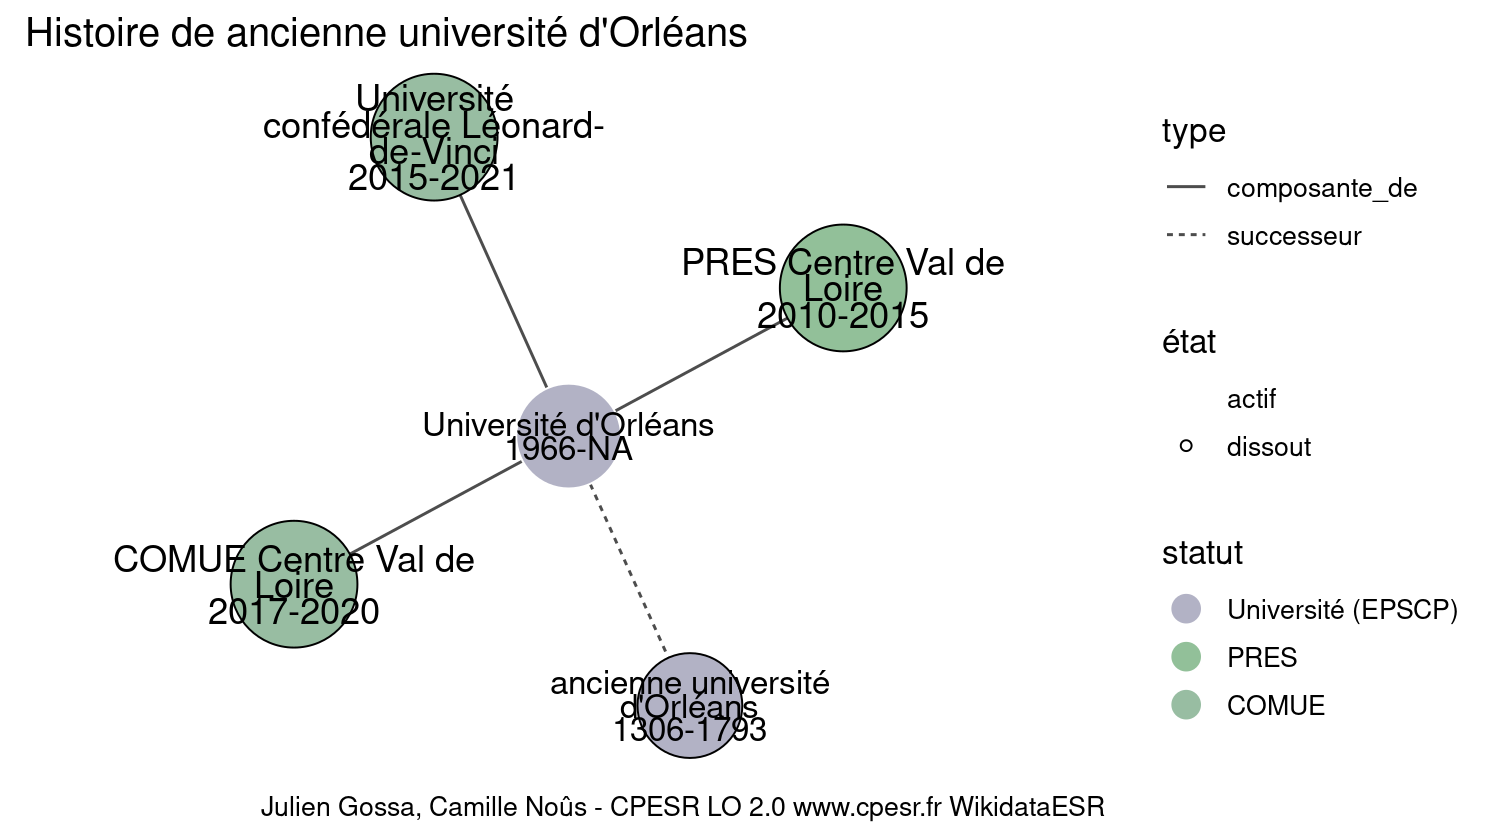 Histoire de ancienne université d'Orléans
Université
confédérale Léonard-
de-Vinci
2015-2021
PRES Centre Val de
Loire
2010-2015
Université d'Orléans
1966-NA
COMUE Centre Val de
Loire
2017-2020
ancienne université
d'Orléans
1306-1793
type
composante_de
successeur
état
actif
dissout
statut
Université (EPSCP)
PRES
COMUE
Julien Gossa, Camille Noûs - CPESR LO 2.0 www.cpesr.fr WikidataESR